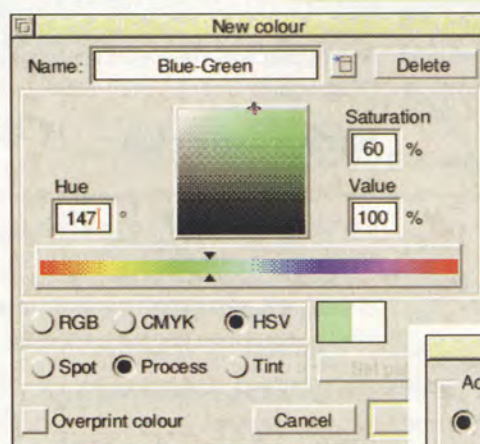 New colour
Name: Blue-Green Delete
Saturation
60 %
Hue
Value
147 °
100 %
RGB CMYK HSV
Spot Process Tint
Set
Overprint colour Cancel